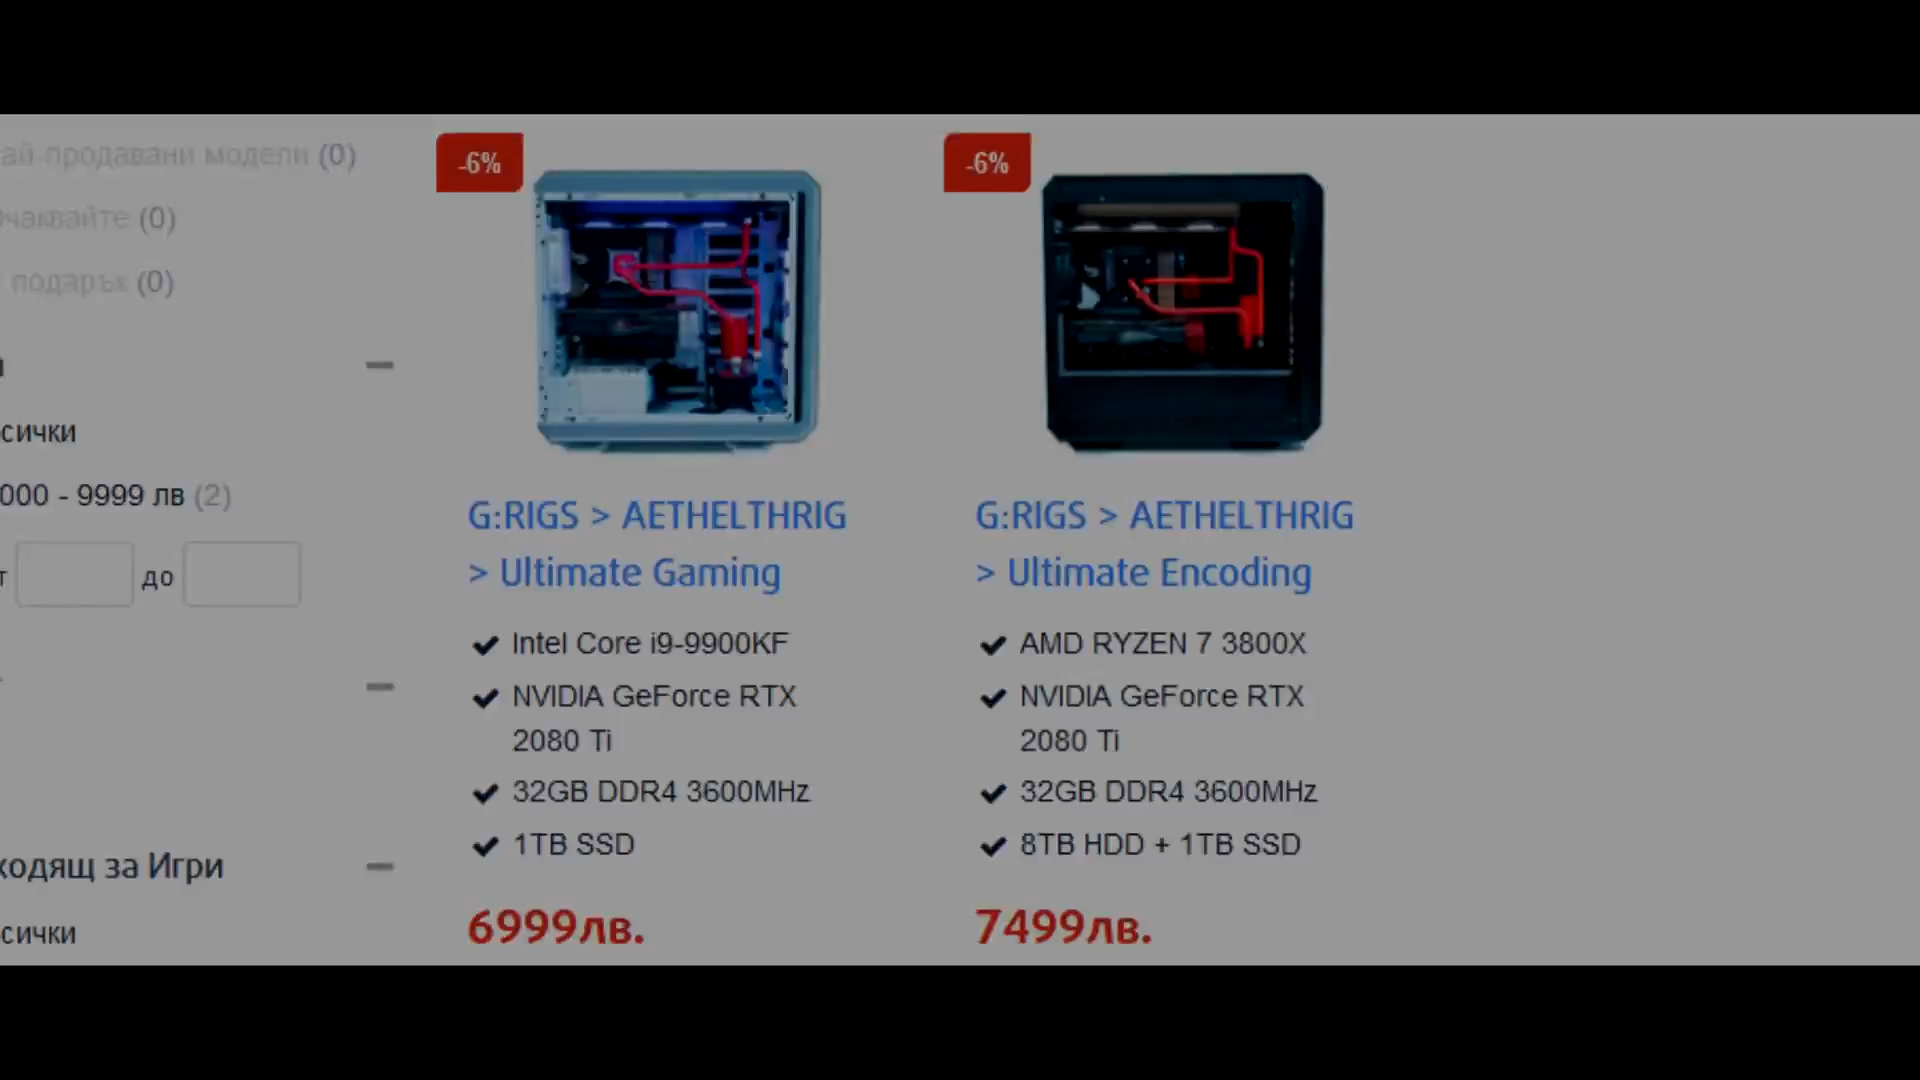 ай-продавани модели (0)
очаквайте (0)
подарък (0)
сички
000 - 9999 лв (2)
т до
ходящ за Игри
сички
-6%
G:RIGS > AETHELTHRIG
> Ultimate Gaming
Intel Core i9-9900KF
NVIDIA GeForce RTX
2080 Ti
32GB DDR4 3600MHz
1TB SSD
6999лв.
-6%
G:RIGS > AETHELTHRIG
> Ultimate Encoding
AMD RYZEN 7 3800X
NVIDIA GeForce RTX
2080 Ti
32GB DDR4 3600MHz
8TB HDD + 1TB SSD
7499лв.